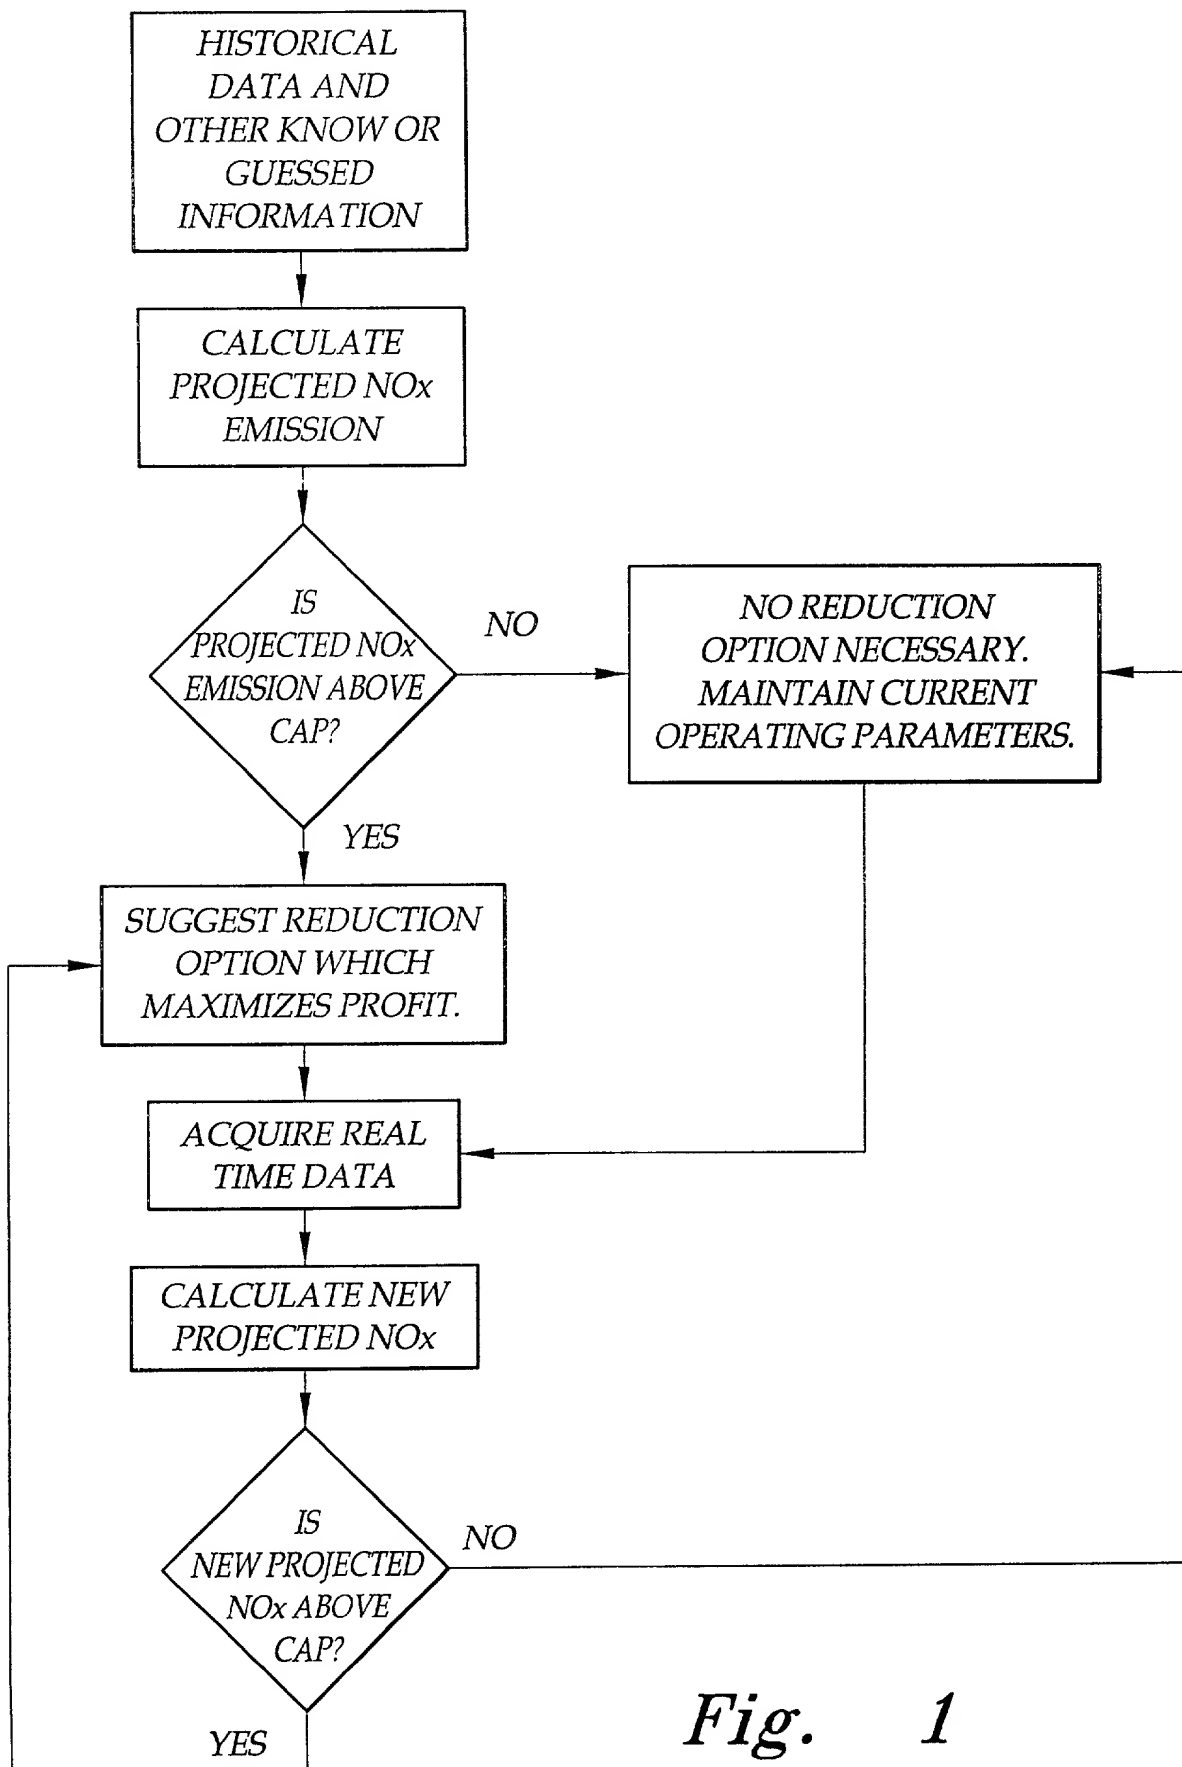 HISTORICAL
DATA AND
OTHER KNOW OR
GUESSED
INFORMATION
CALCULATE
PROJECTED NOx
EMISSION
IS
PROJECTED NOx
EMISSION ABOVE
CAP?
NO
NO REDUCTION
OPTION NECESSARY.
MAINTAIN CURRENT
OPERATING PARAMETERS.
YES
SUGGEST REDUCTION
OPTION WHICH
MAXIMIZES PROFIT.
ACQUIRE REAL
TIME DATA
CALCULATE NEW
PROJECTED NOx
IS
NEW PROJECTED
NOx ABOVE
CAP?
NO
YES
Fig. 1